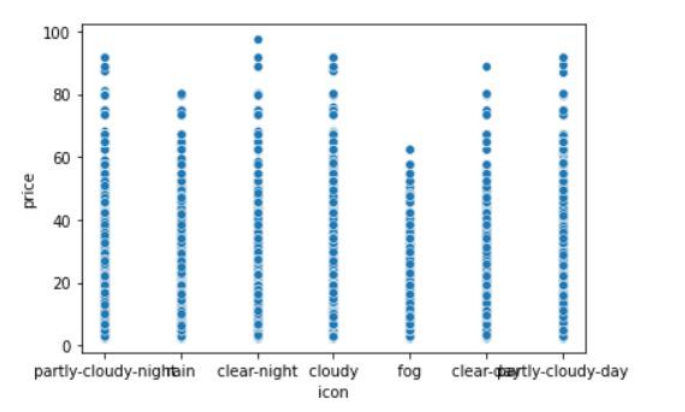 100
80
60
40
20
0
price
partly-cloudy-night rain clear-night cloudy fog clear-day partly-cloudy-day
icon